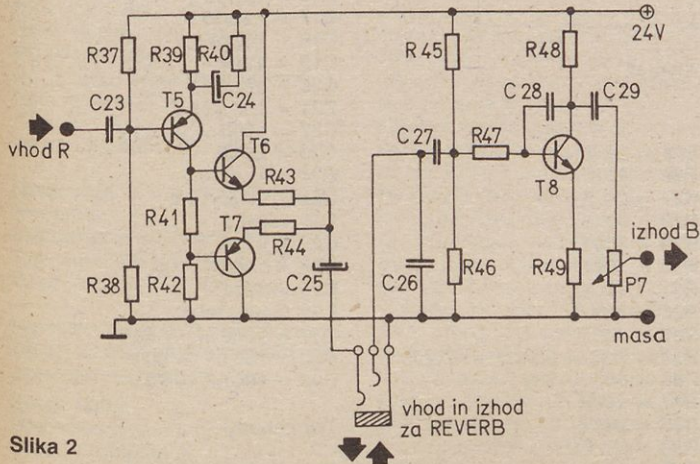 24V
R37
R39
R40
R45
R48
C24
C28
C29
C23
T5
vhod R
T6
C27
R47
R43
T8
R41
T7
R44
izhod B
R38
R42
C25
C26
R46
R49
P7
masa
vhod in izhod
za REVERB
Slika 2